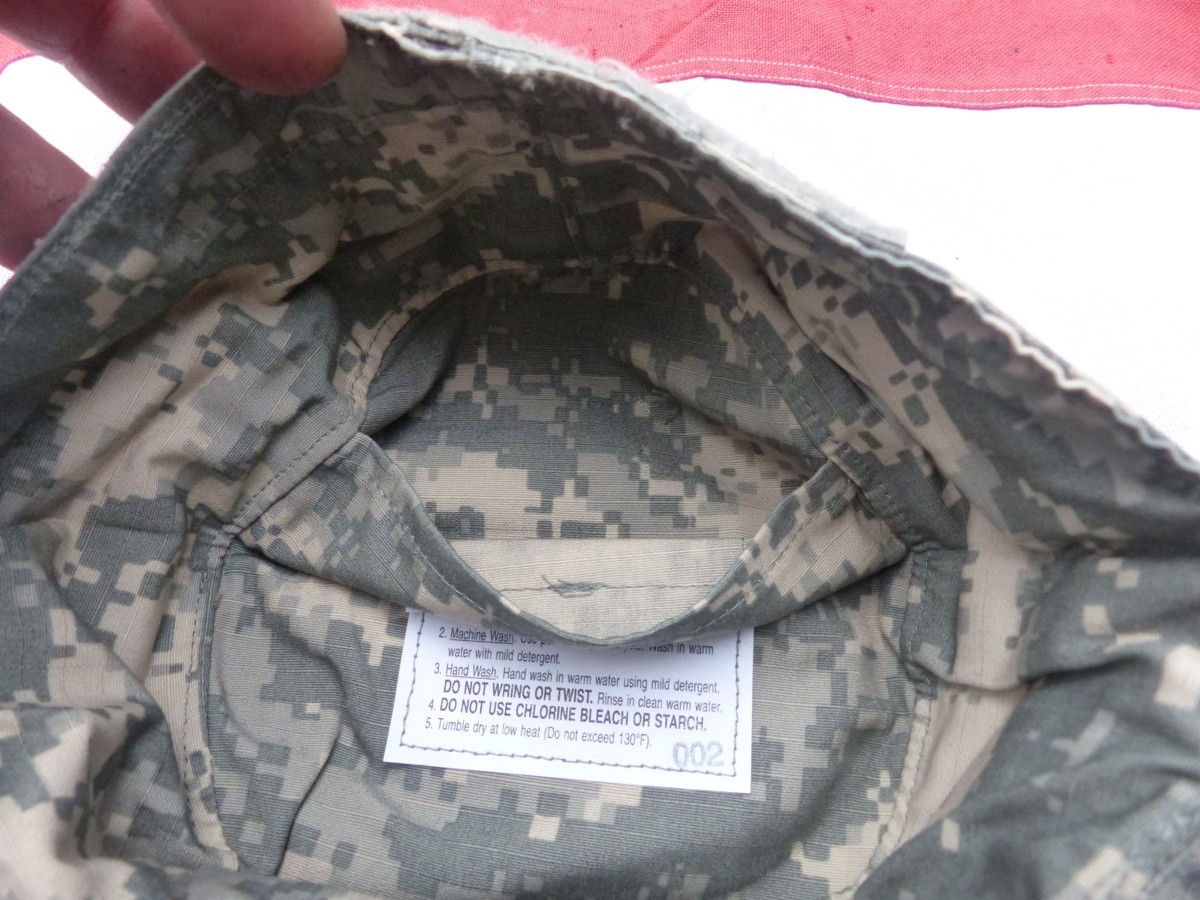 2. Machine Wash. Use wash in warm
water with mild detergent.
3. Hand Wash. Hand wash in warm water using mild detergent.
DO NOT WRING OR TWIST. Rinse in clean warm water.
4. DO NOT USE CHLORINE BLEACH OR STARCH.
5. Tumble dry at low heat (Do not exceed 130°F).
002